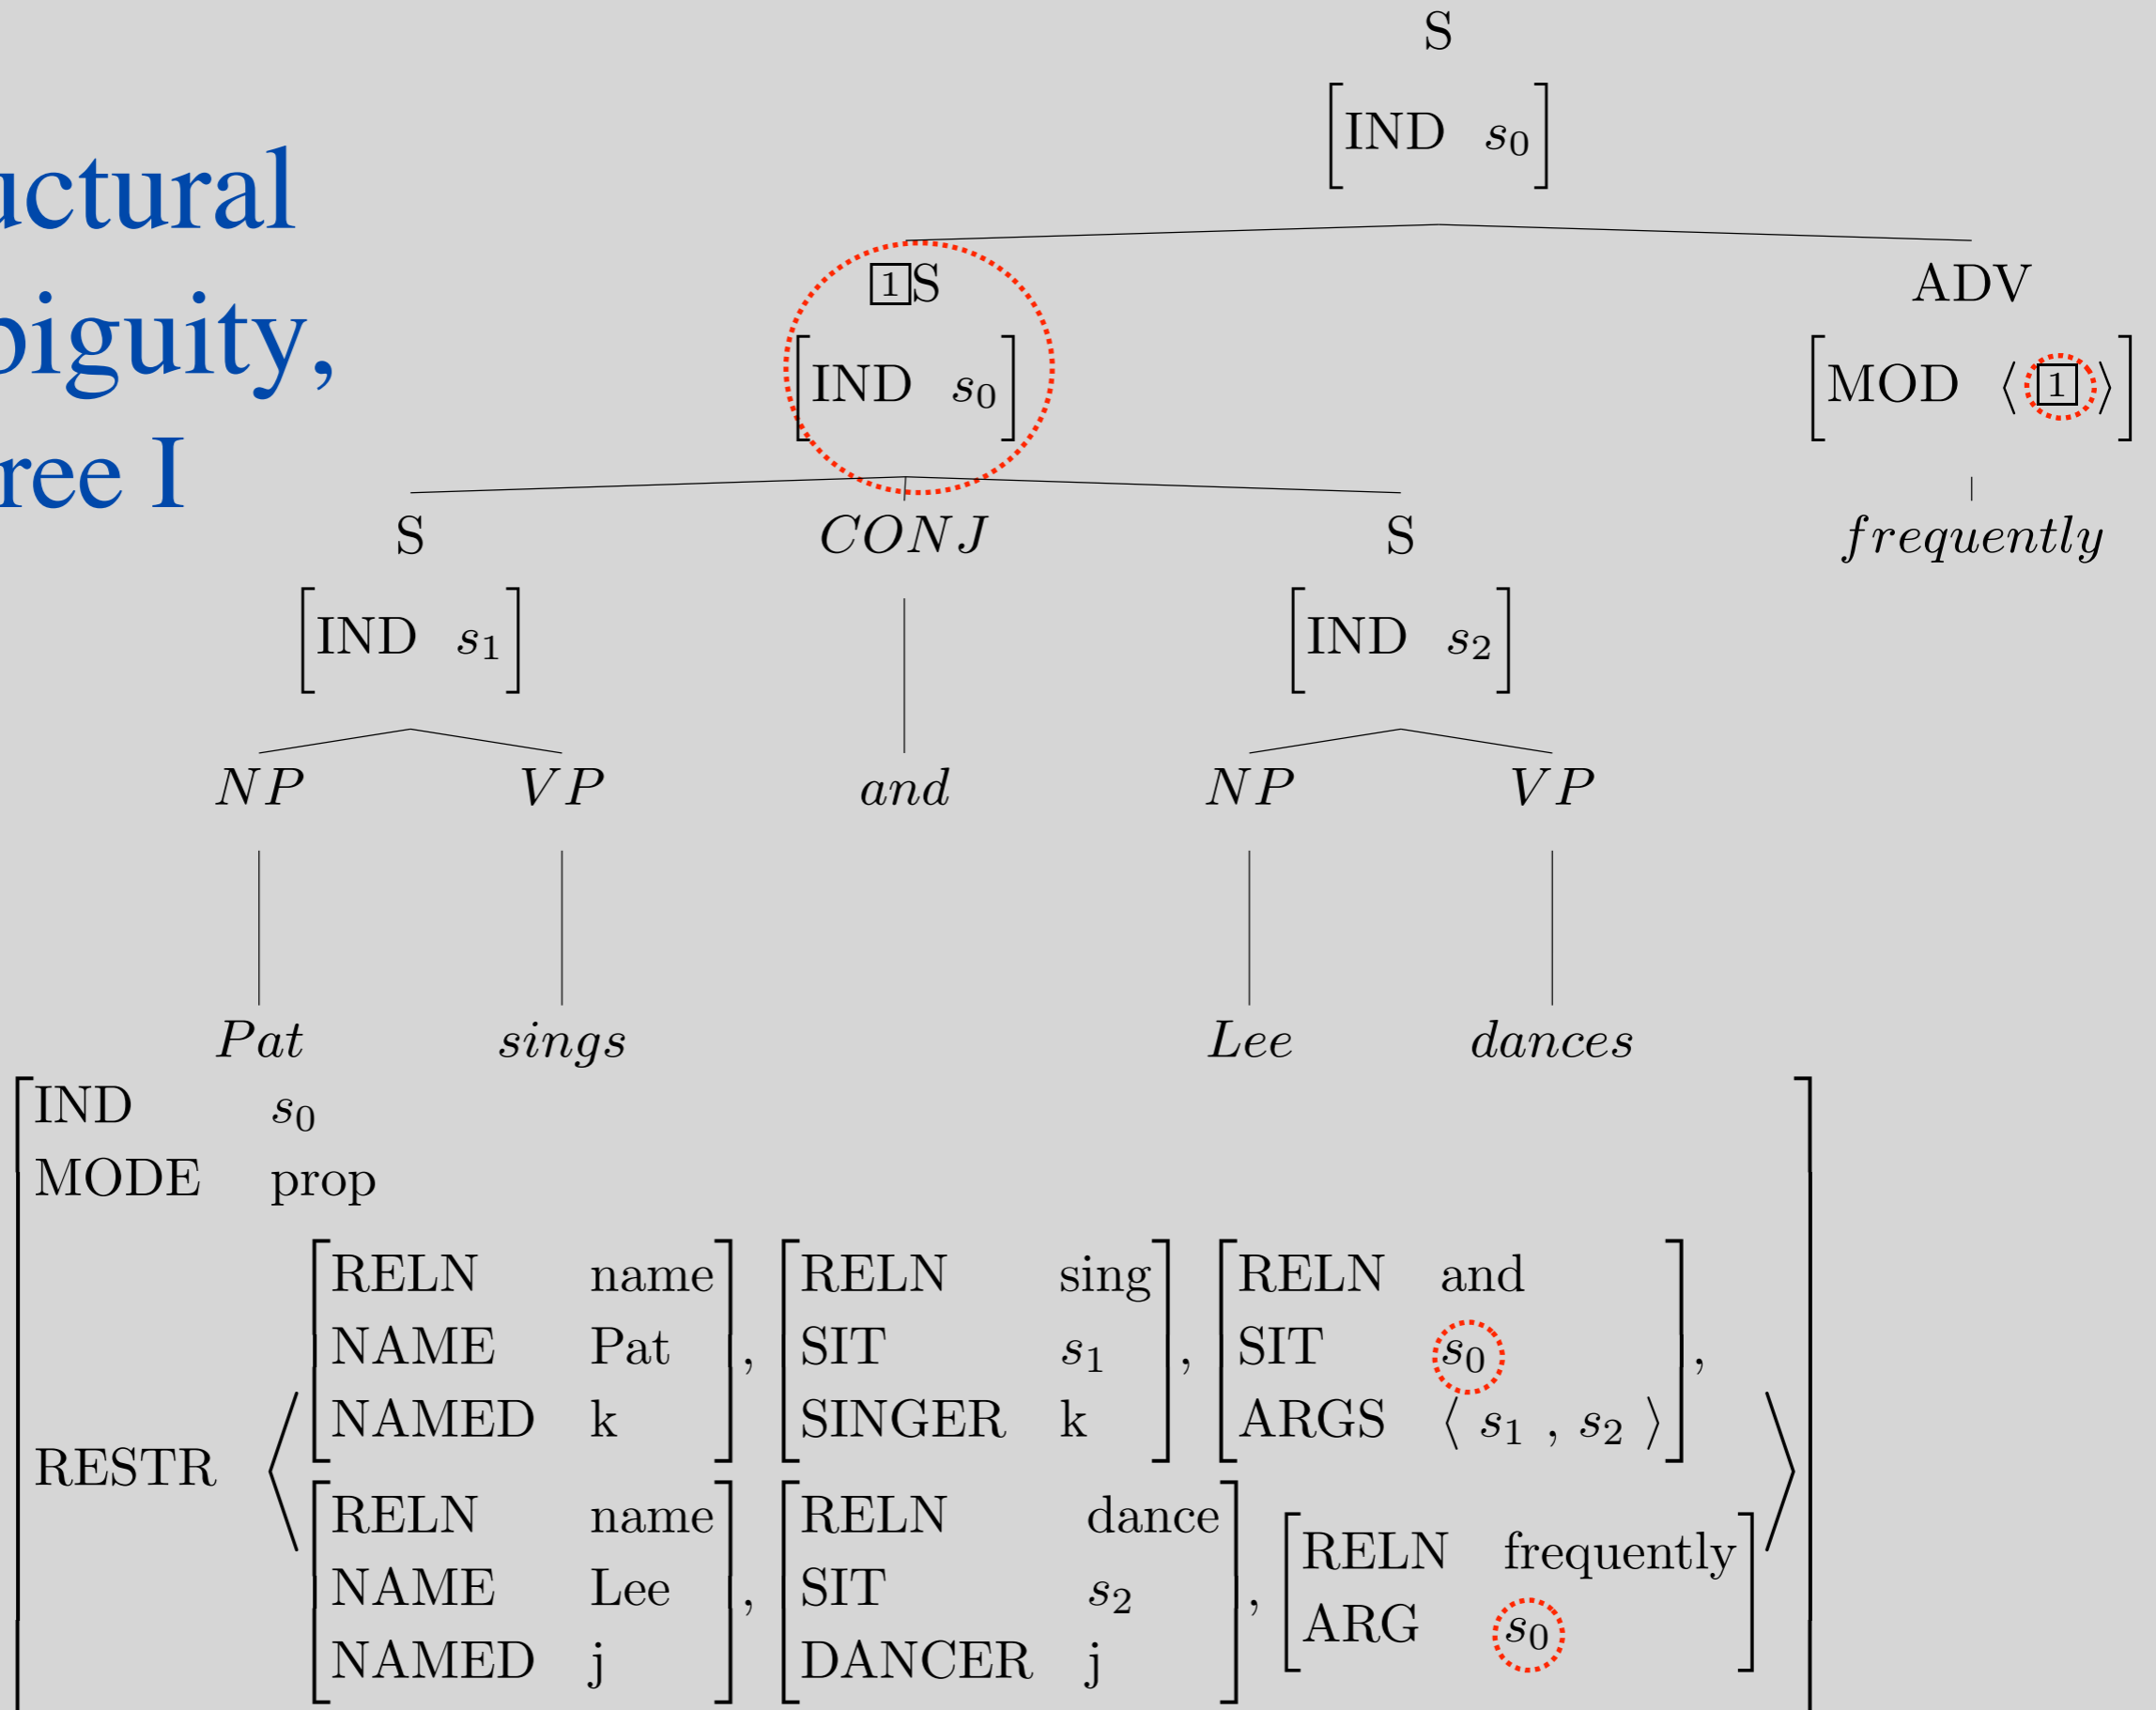 S
[IND s₀]
uctural
biguity,
ree I
1 S ADV
[IND s₀] [MOD ⟨ 1 ⟩]
S CONJ S frequently
[IND s₁] [IND s₂]
NP VP and NP VP
Pat sings Lee dances
IND s₀
MODE prop
RELN name RELN sing RELN and
NAME Pat , SIT s₁ , SIT s₀ ,
NAMED k SINGER k ARGS ⟨ s₁ , s₂ ⟩
RESTR
RELN name RELN dance RELN frequently
NAME Lee , SIT s₂ , ARG s₀
NAMED j DANCER j